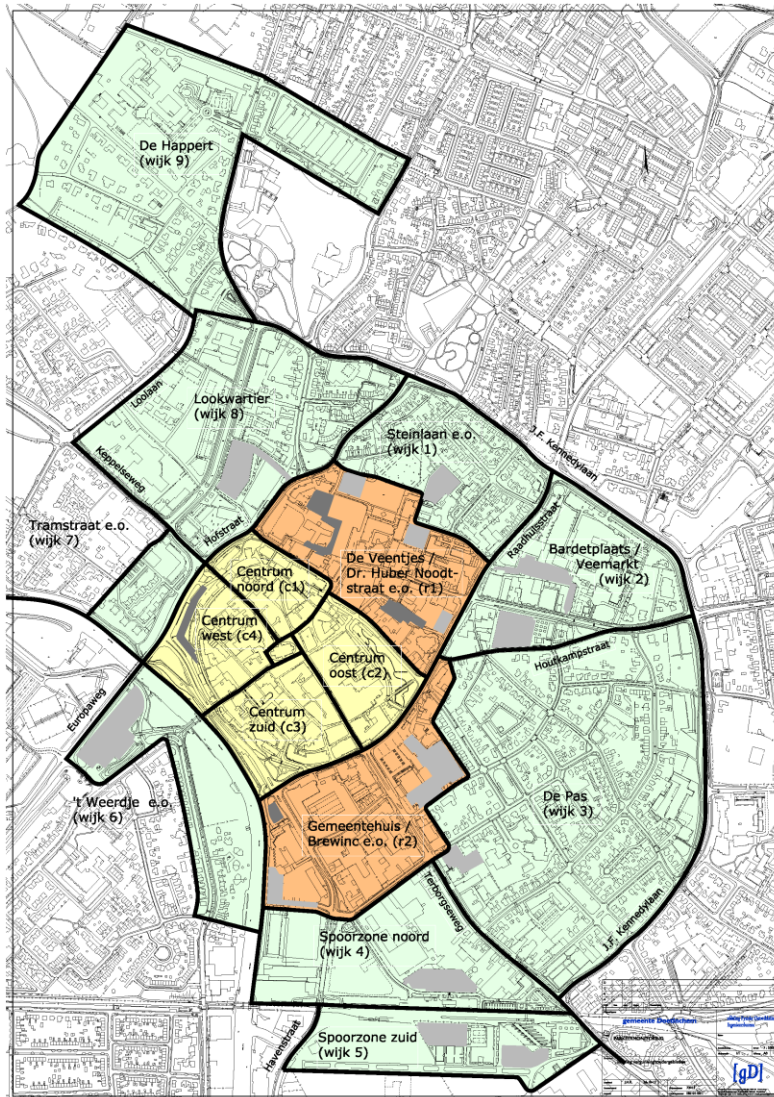 De Happert
(wijk 9)
Loolaan
Lookwartier
(wijk 8)
Keppelseweg
Steinlaan e.o.
(wijk 1)
J.F. Kennedylaan
Tramstraat e.o.
(wijk 7)
Hofstraat
Raadhuisstraat
Bardetplaats /
Veemarkt
(wijk 2)
De Veentjes /
Dr. Huber Noodt-
straat e.o. (r1)
Centrum
noord (c1)
Centrum
west (c4)
Centrum
oost (c2)
Houtkampstraat
Europaweg
Centrum
zuid (c3)
't Weerdje e.o.
(wijk 6)
De Pas
(wijk 3)
Gemeentehuis /
Brewinc e.o. (r2)
Terborgseweg
J.F. Kennedylaan
Spoorzone noord
(wijk 4)
Havenstraat
Spoorzone zuid
(wijk 5)
gemeente Doetinchem
[gD]